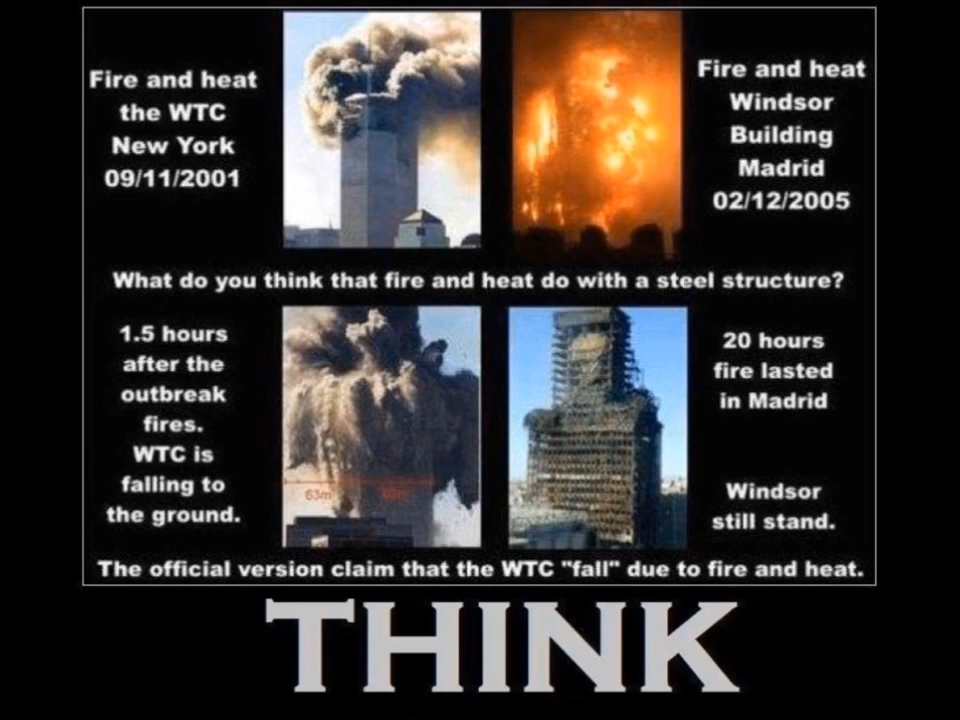 Fire and heat
the WTC
New York
09/11/2001
Fire and heat
Windsor
Building
Madrid
02/12/2005
What do you think that fire and heat do with a steel structure?
1.5 hours
after the
outbreak
fires.
WTC is
falling to
the ground.
63m
20 hours
fire lasted
in Madrid
Windsor
still stand.
The official version claim that the WTC "fall" due to fire and heat.
THINK